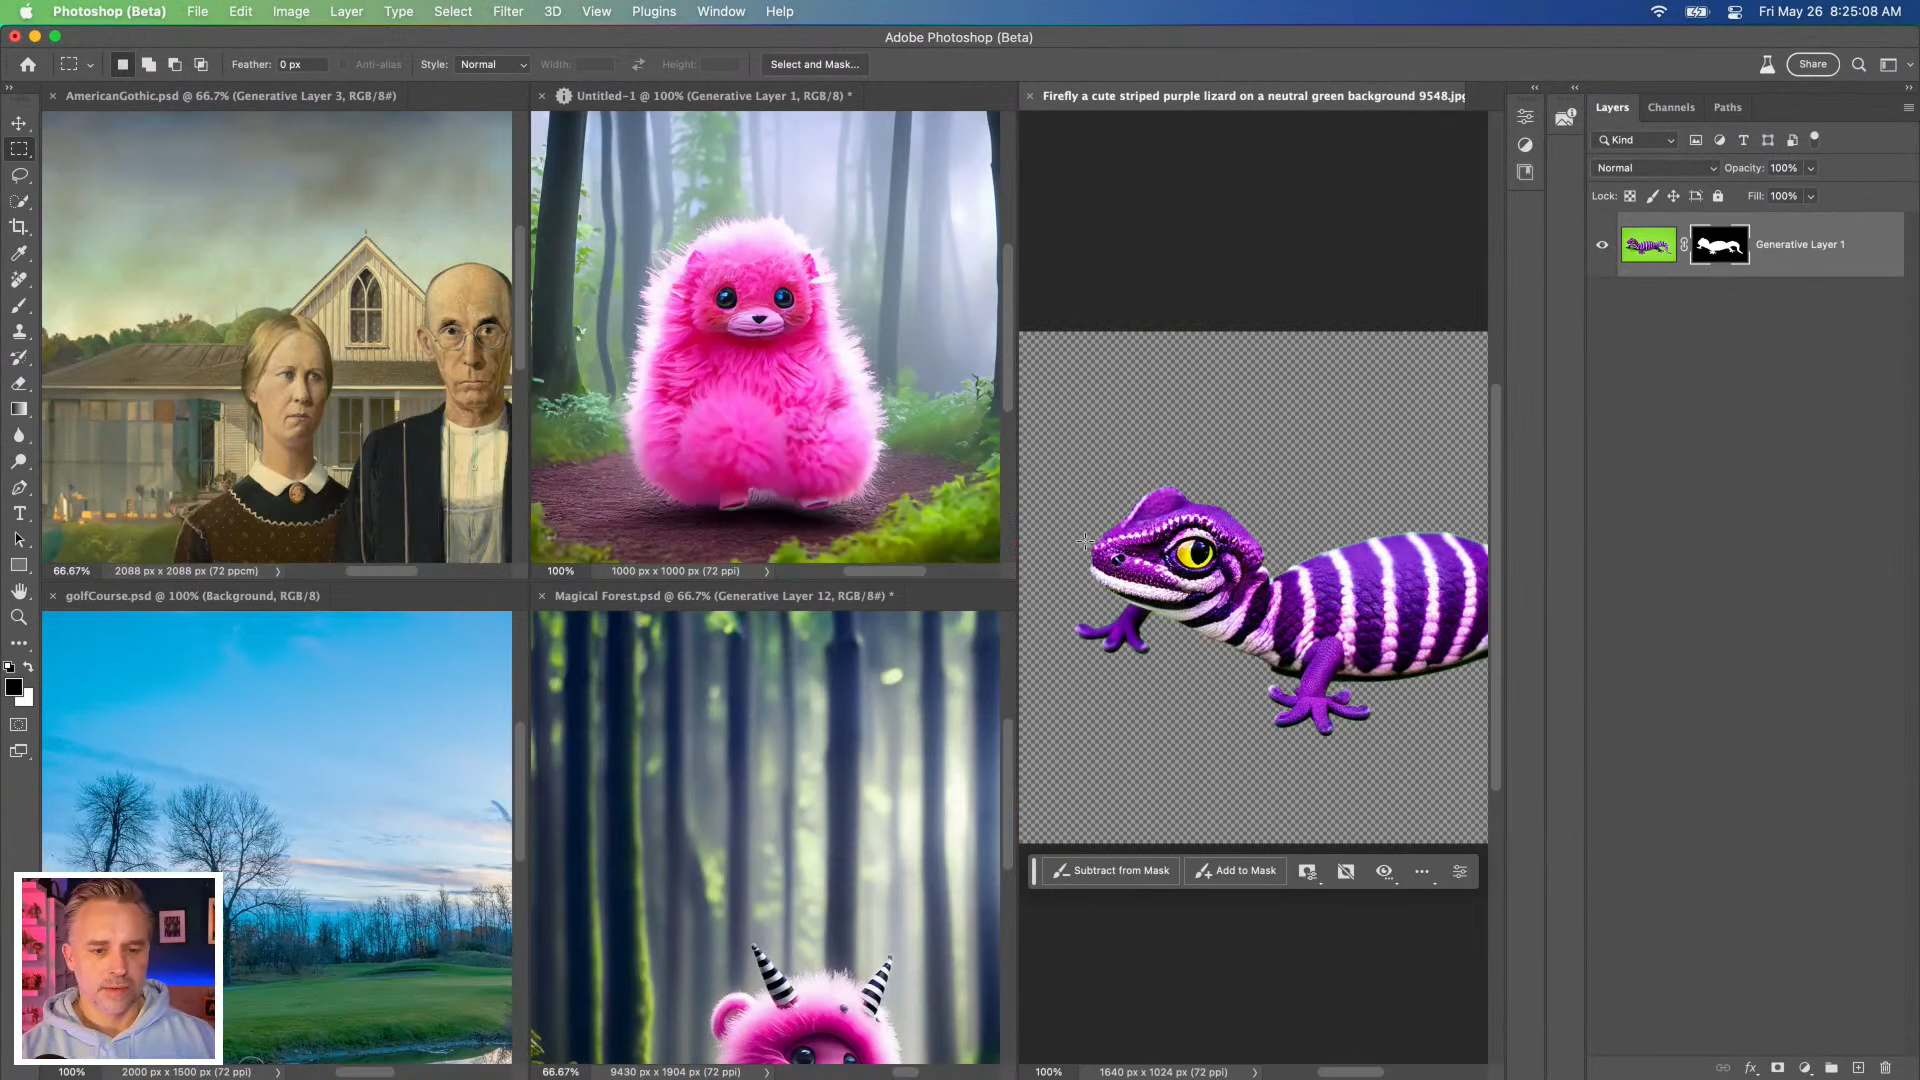 Photoshop (Beta) File Edit Image Layer Type Select Filter 3D View Plugins Window Help Fri May 26 8:25:08 AM
Adobe Photoshop (Beta)
Feather: 0 px Anti-alias Style: Normal Width: Height: Select and Mask... Share
AmericanGothic.psd @ 66.7% (Generative Layer 3, RGB/8#)
Untitled-1 @ 100% (Generative Layer 1, RGB/8) *
Firefly a cute striped purple lizard on a neutral green background 9548.jpg
Layers Channels Paths
Kind
Normal Opacity: 100%
Lock: Fill: 100%
Generative Layer 1
66.67% 2088 px x 2088 px (72 ppcm)
100% 1000 px x 1000 px (72 ppi)
golfCourse.psd @ 100% (Background, RGB/8)
Magical Forest.psd @ 66.7% (Generative Layer 12, RGB/8#) *
Subtract from Mask Add to Mask
100% 2000 px x 1500 px (72 ppi)
66.67% 9430 px x 1904 px (72 ppi)
100% 1640 px x 1024 px (72 ppi)